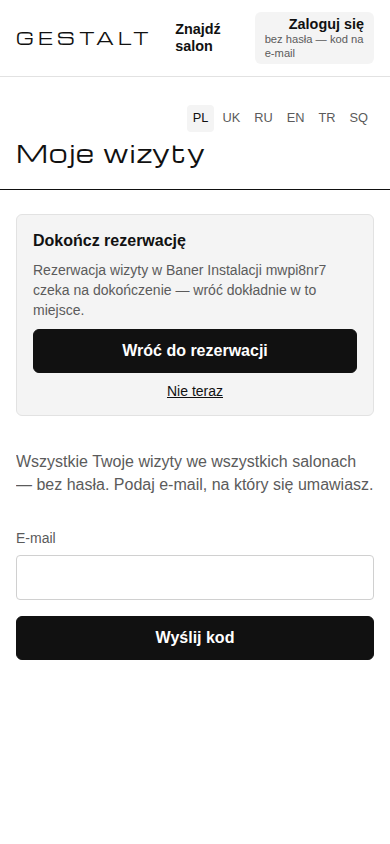 GESTALT
Znajdź
salon
Zaloguj się
bez hasła — kod na
e-mail
PL UK RU EN TR SQ
Moje wizyty
Dokończ rezerwację
Rezerwacja wizyty w Baner Instalacji mwpi8nr7
czeka na dokończenie — wróć dokładnie w to
miejsce.
Wróć do rezerwacji
Nie teraz
Wszystkie Twoje wizyty we wszystkich salonach
— bez hasła. Podaj e-mail, na który się umawiasz.
E-mail
Wyślij kod